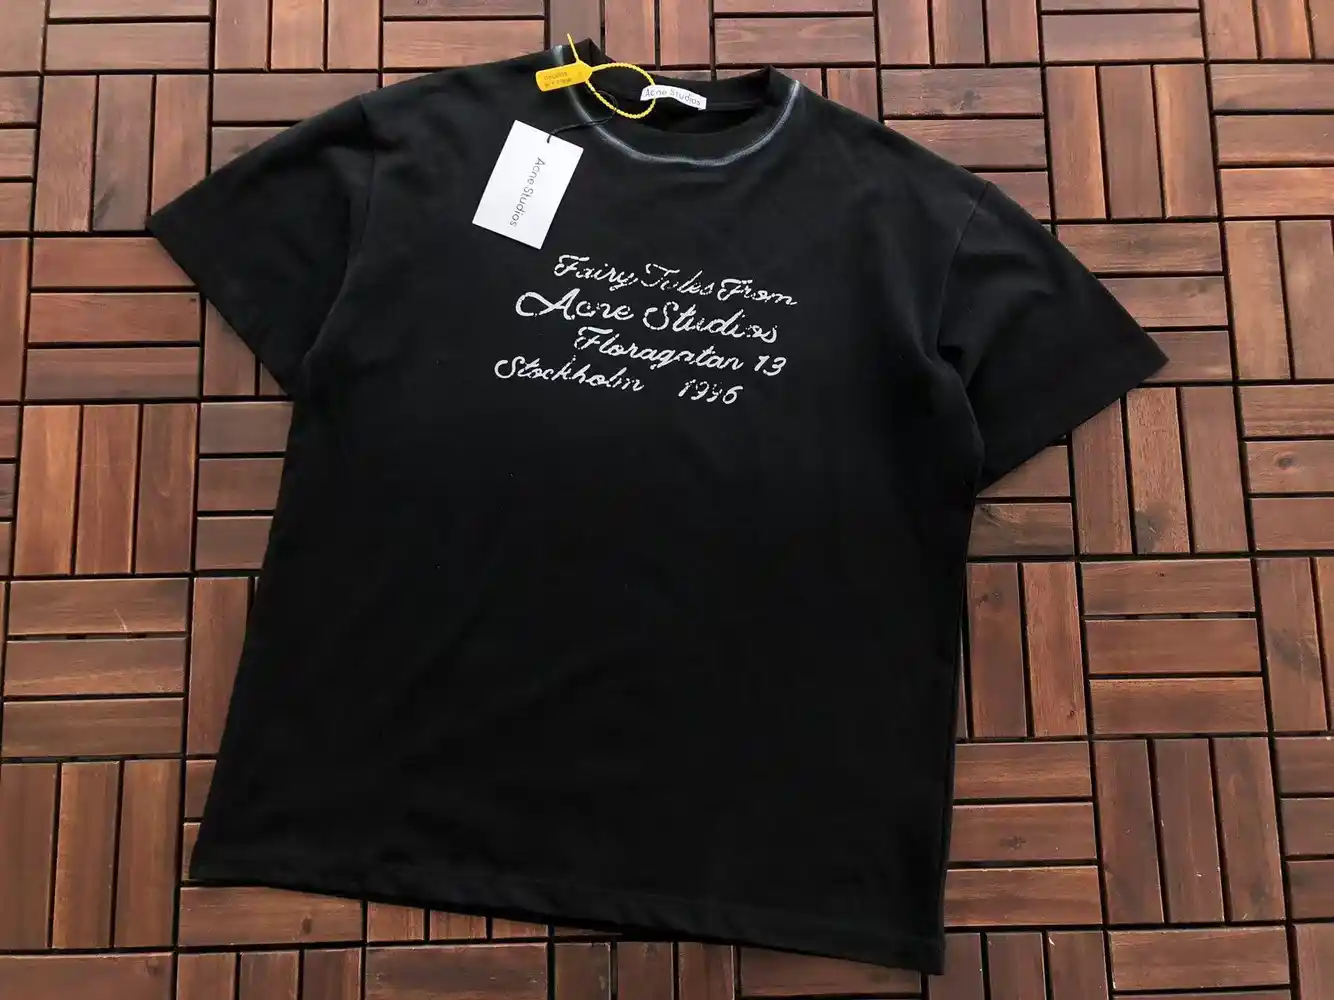 Acne Studios
Acne Studios
Fairy Tales From
Acne Studios
Floragatan 13
Stockholm 1996